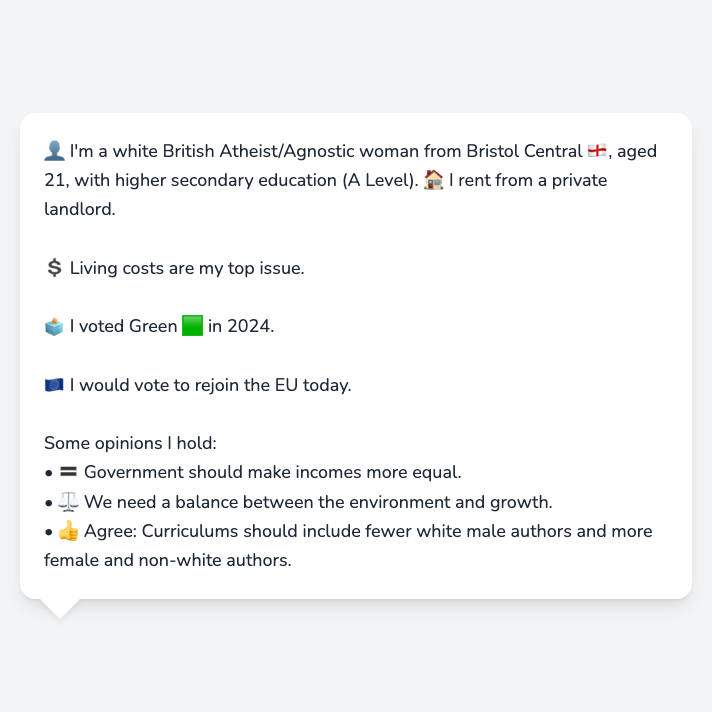 👤 I'm a white British Atheist/Agnostic woman from Bristol Central 🏴󠁧󠁢󠁥󠁮󠁧󠁿, aged
21, with higher secondary education (A Level). 🏠 I rent from a private
landlord.
💲 Living costs are my top issue.
🗳️ I voted Green 🟩 in 2024.
🇪🇺 I would vote to rejoin the EU today.
Some opinions I hold:
• 🟰 Government should make incomes more equal.
• ⚖️ We need a balance between the environment and growth.
• 👍 Agree: Curriculums should include fewer white male authors and more
female and non-white authors.